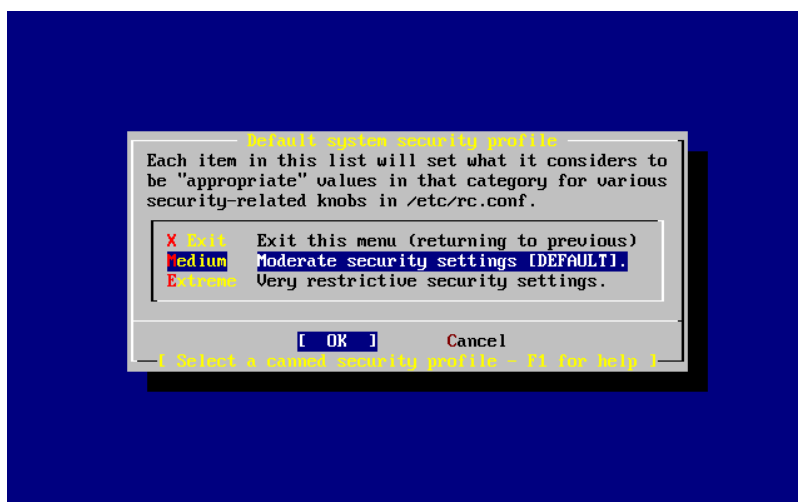 Default system security profile
Each item in this list will set what it considers to
be "appropriate" values in that category for various
security-related knobs in /etc/rc.conf.
X Exit Exit this menu (returning to previous)
Medium Moderate security settings [DEFAULT].
Extreme Very restrictive security settings.
[ OK ] Cancel
[ Select a canned security profile - F1 for help ]